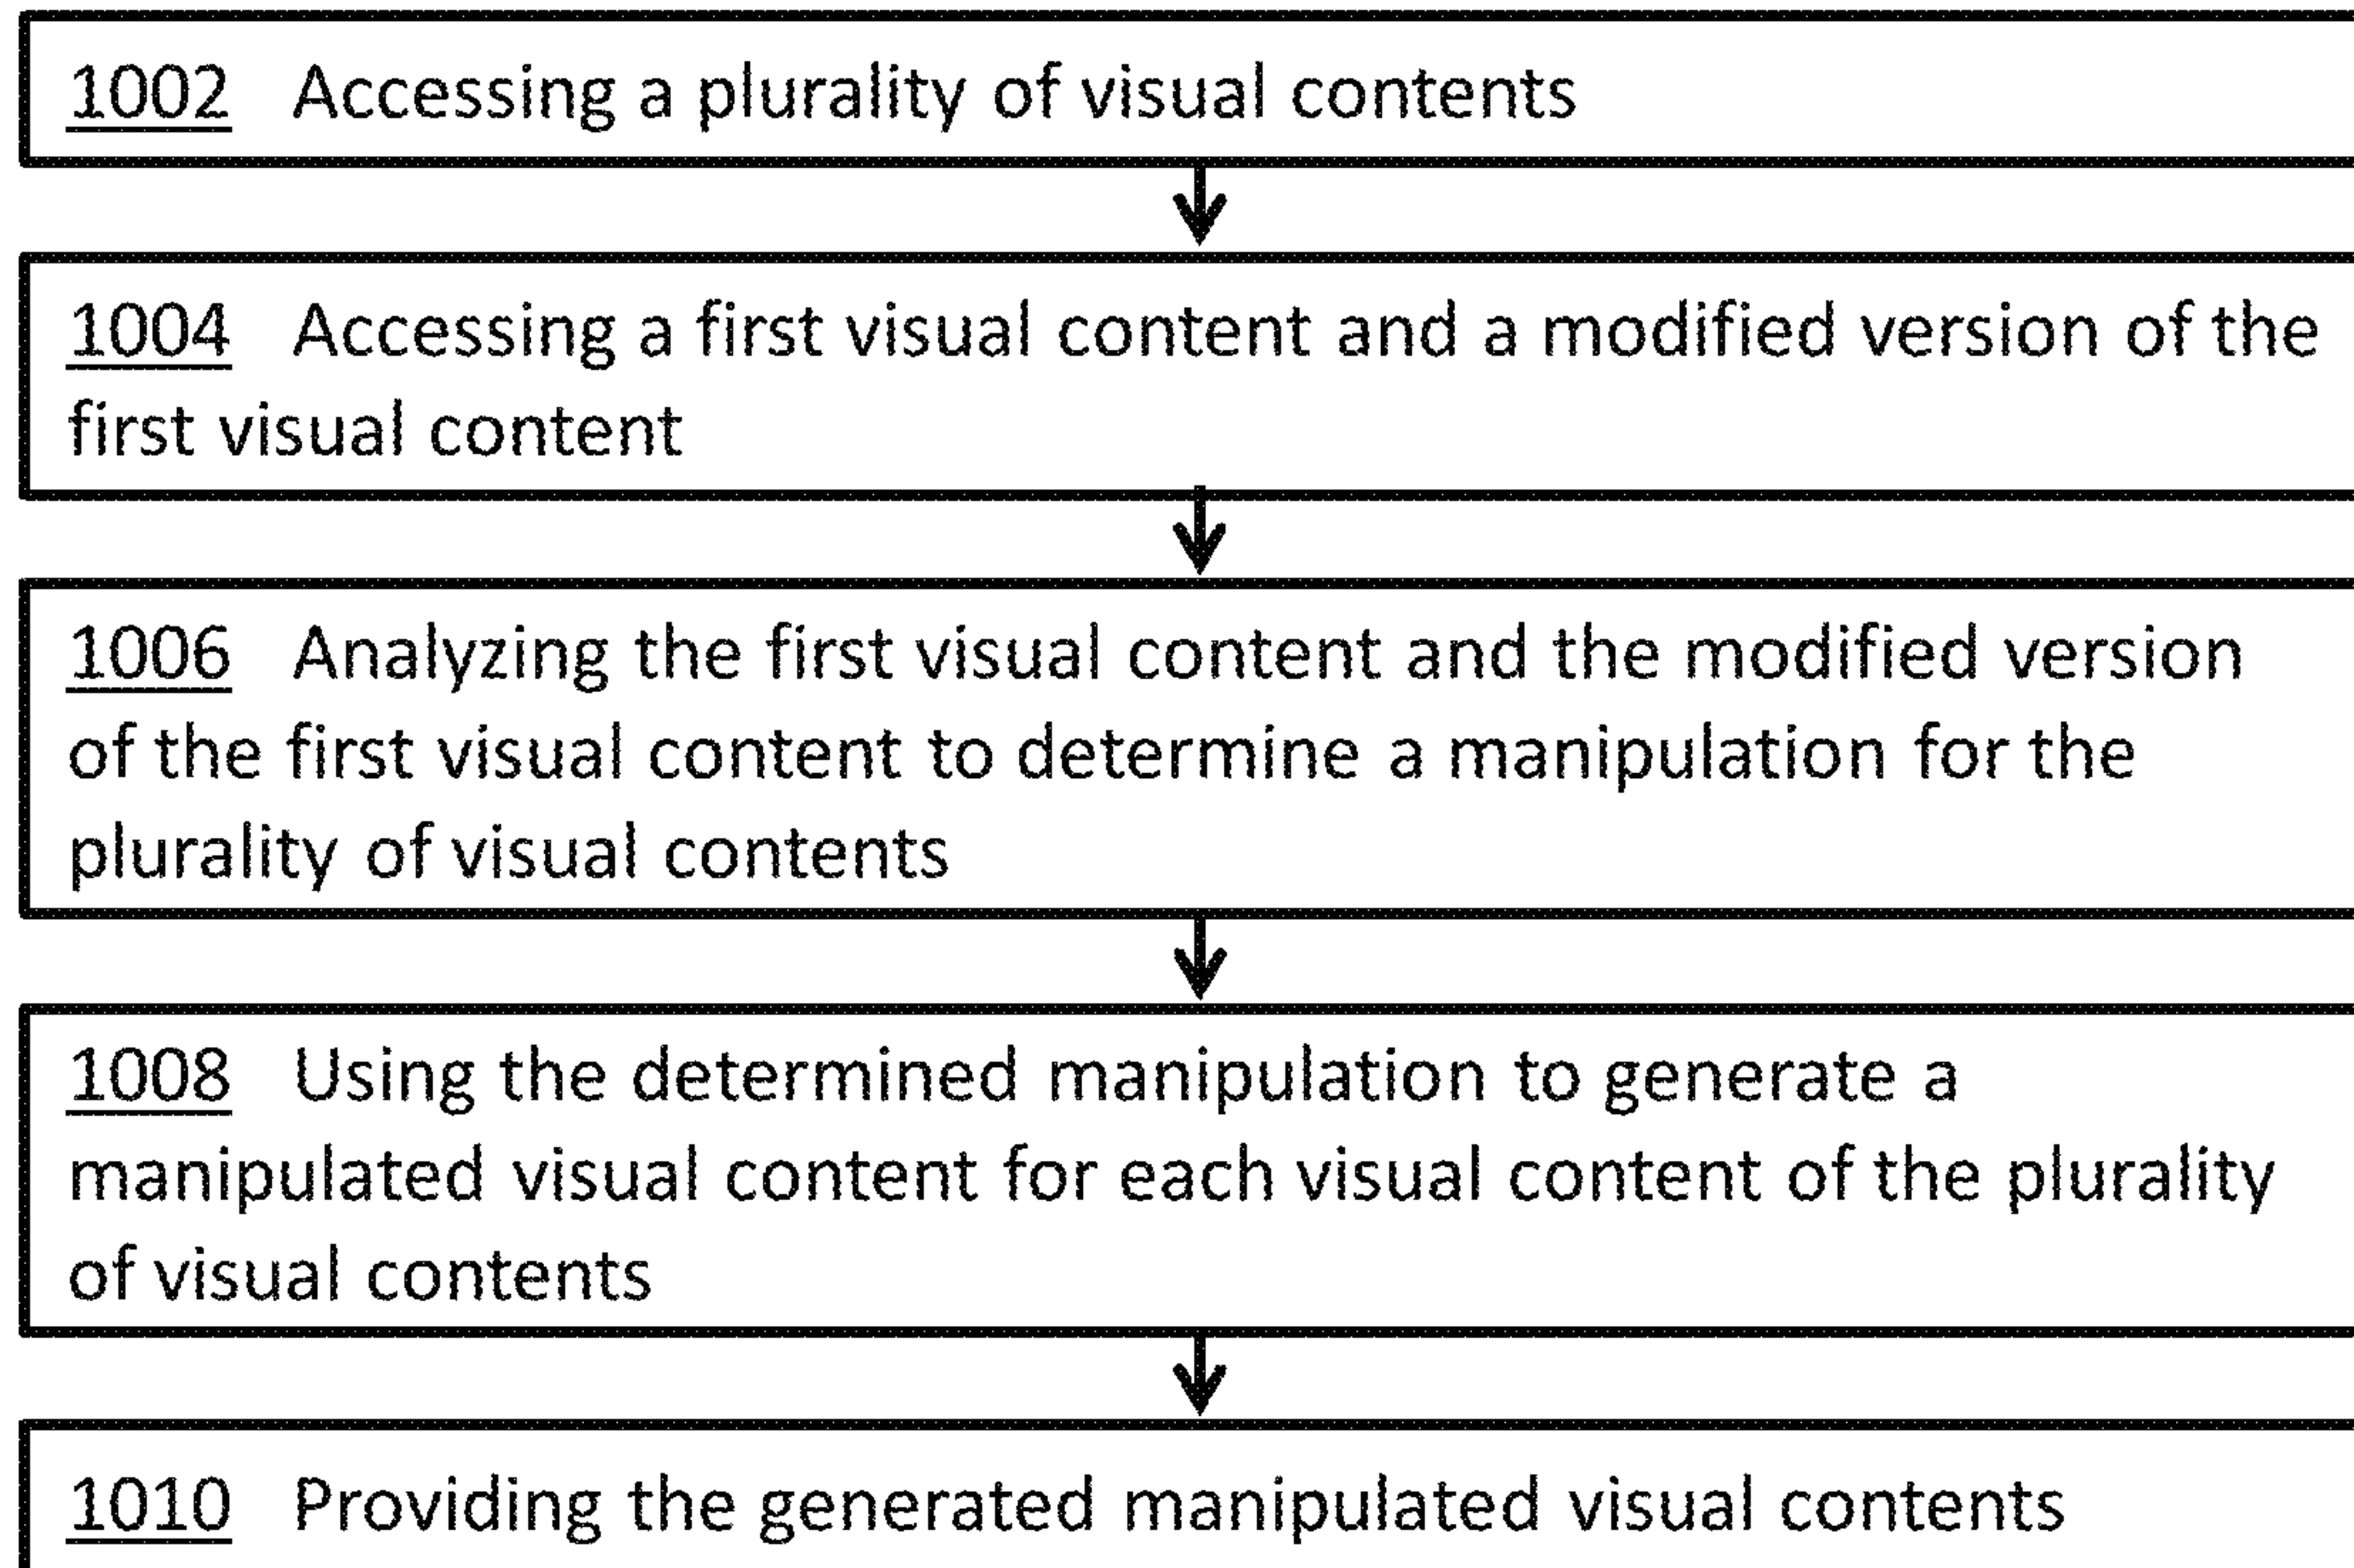 1002 Accessing a plurality of visual contents
1004 Accessing a first visual content and a modified version of the
first visual content
1006 Analyzing the first visual content and the modified version
of the first visual content to determine a manipulation for the
plurality of visual contents
1008 Using the determined manipulation to generate a
manipulated visual content for each visual content of the plurality
of visual contents
1010 Providing the generated manipulated visual contents